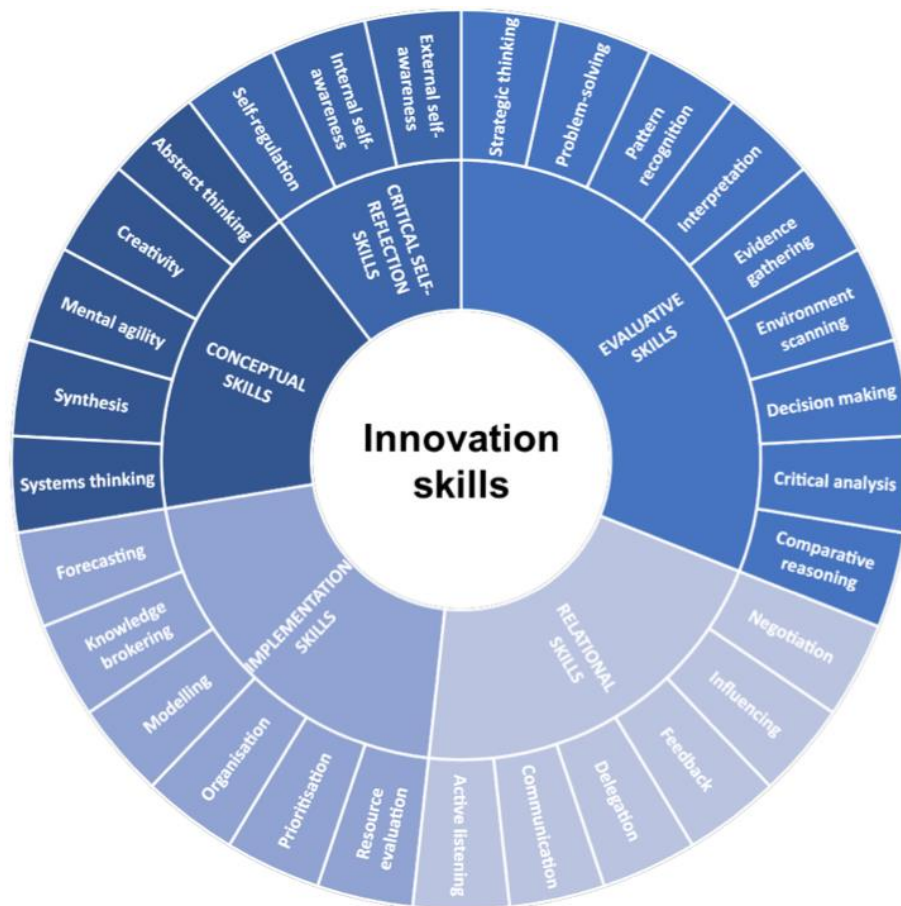 Innovation
skills
EVALUATIVE
SKILLS
Strategic thinking
Problem-solving
Pattern
recognition
Interpretation
Evidence
gathering
Environment
scanning
Decision making
Critical analysis
Comparative
reasoning
RELATIONAL
SKILLS
Negotiation
Influencing
Feedback
Delegation
Communication
Active listening
IMPLEMENTATION
SKILLS
Resource
evaluation
Prioritisation
Organisation
Modelling
Knowledge
brokering
Forecasting
CONCEPTUAL
SKILLS
Systems thinking
Synthesis
Mental agility
Creativity
Abstract thinking
CRITICAL SELF-
REFLECTION
SKILLS
Self-regulation
Internal self-
awareness
External self-
awareness